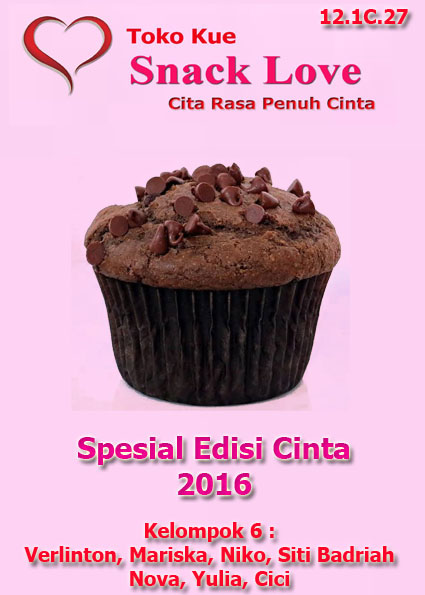 12.1C.27
Toko Kue
Snack Love
Cita Rasa Penuh Cinta
Spesial Edisi Cinta
2016
Kelompok 6 :
Verlinton, Mariska, Niko, Siti Badriah
Nova, Yulia, Cici